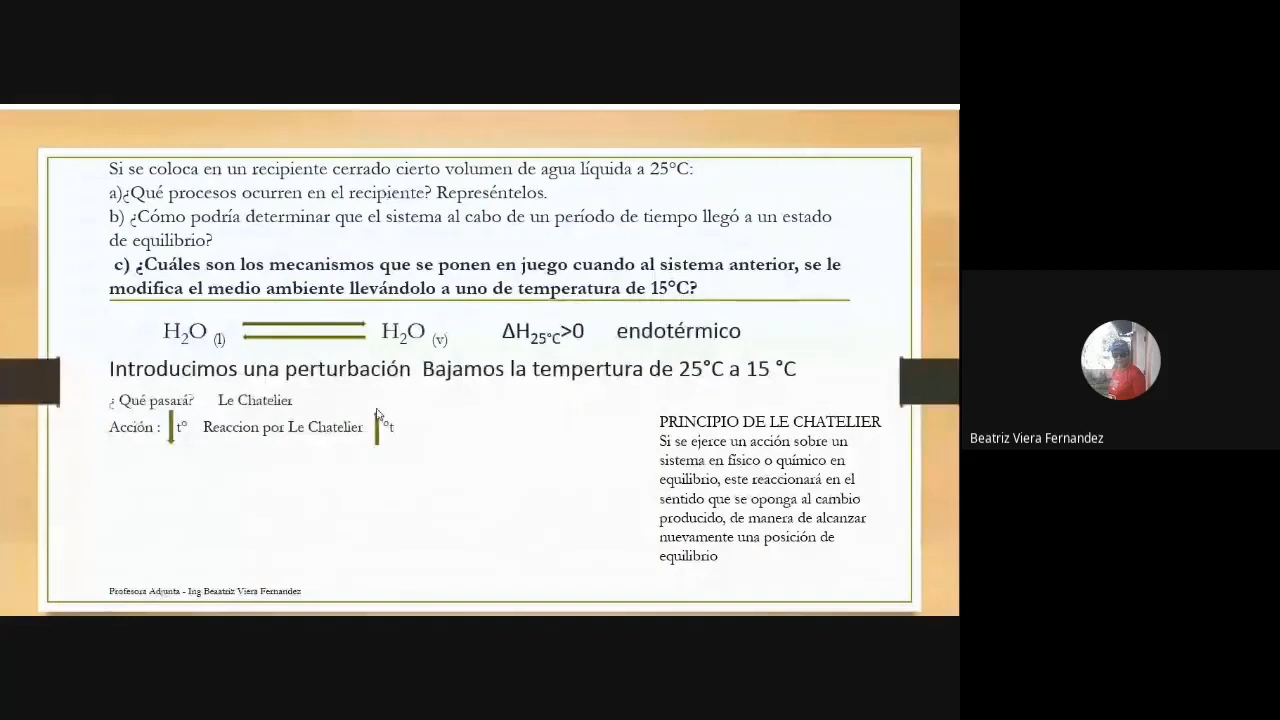 Si se coloca en un recipiente cerrado cierto volumen de agua líquida a 25°C:
a)¿Qué procesos ocurren en el recipiente? Represéntelos.
b) ¿Cómo podría determinar que el sistema al cabo de un período de tiempo llegó a un estado
de equilibrio?
c) ¿Cuáles son los mecanismos que se ponen en juego cuando al sistema anterior, se le
modifica el medio ambiente llevándolo a uno de temperatura de 15°C?
H2O (l) H2O (v) ΔH25°C>0 endotérmico
Introducimos una perturbación Bajamos la tempertura de 25°C a 15 °C
¿ Qué pasará? Le Chatelier
Acción : t° Reaccion por Le Chatelier °t
PRINCIPIO DE LE CHATELIER
Si se ejerce un acción sobre un
sistema en físico o químico en
equilibrio, este reaccionará en el
sentido que se oponga al cambio
producido, de manera de alcanzar
nuevamente una posición de
equilibrio
Profesora Adjunta - Ing Beaatriz Viera Fernandez
Beatriz Viera Fernandez